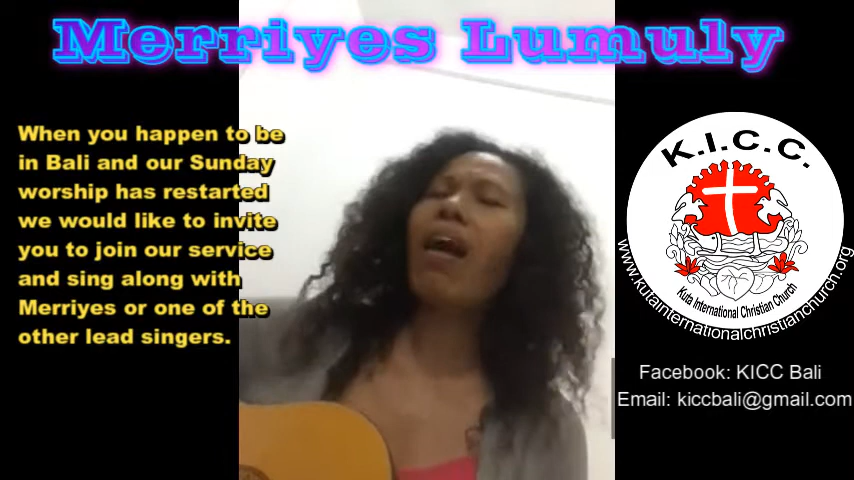 Merriyes Lumuly
When you happen to be
in Bali and our Sunday
worship has restarted
we would like to invite
you to join our service
and sing along with
Merriyes or one of the
other lead singers.
K.I.C.C.
Kuta International Christian Church
www.kutainternationalchristianchurch.org
Facebook: KICC Bali
Email: kiccbali@gmail.com